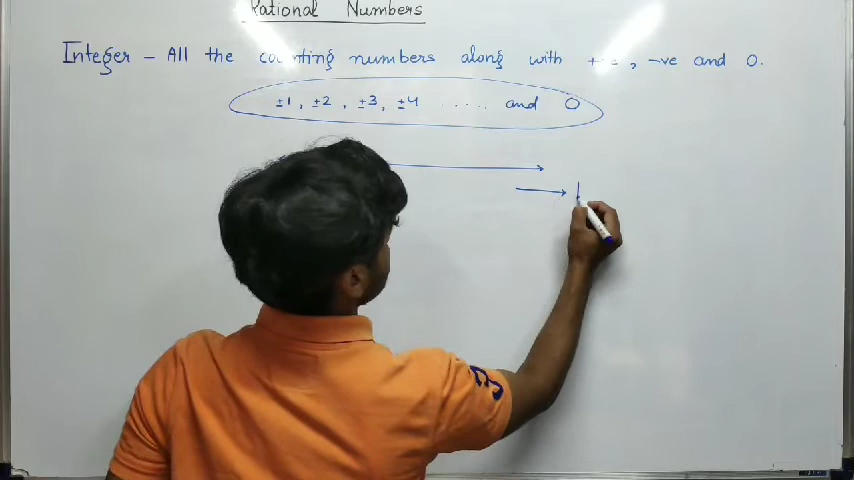 Rational Numbers
Integer - All the counting numbers along with , -ve and 0.
±1, ±2, ±3, ±4 ...... and 0